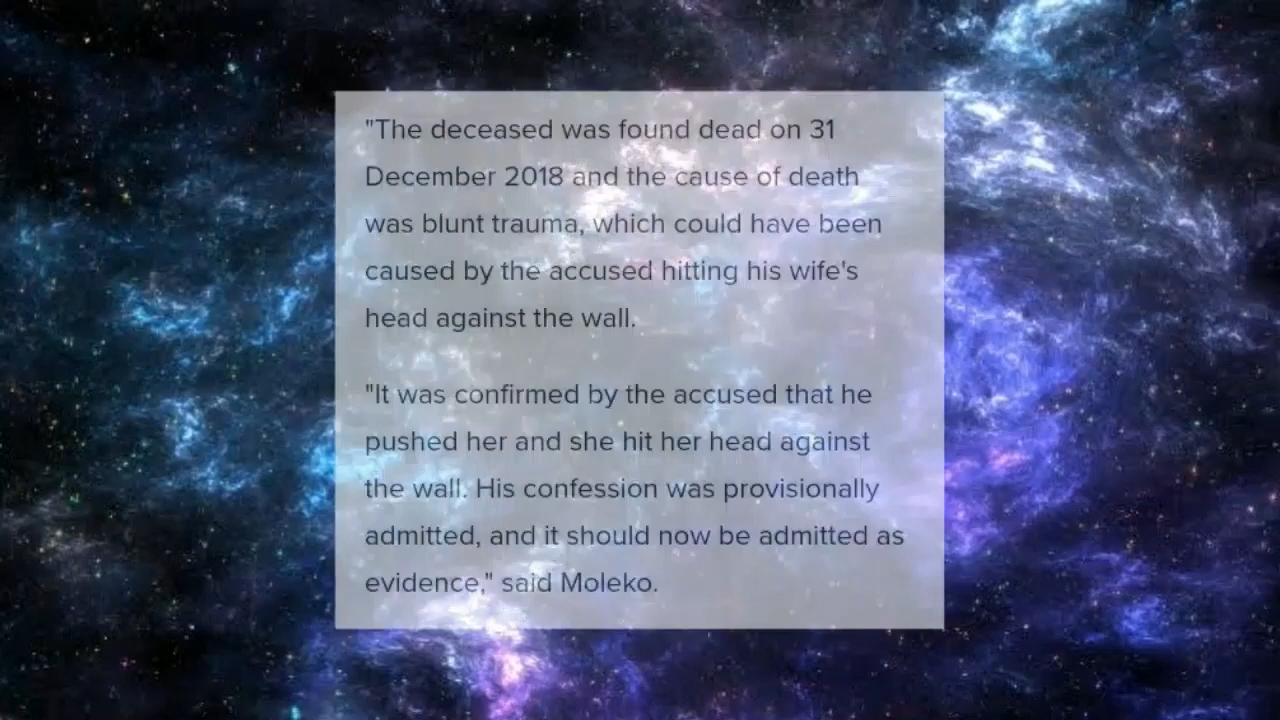 "The deceased was found dead on 31
December 2018 and the cause of death
was blunt trauma, which could have been
caused by the accused hitting his wife's
head against the wall.
"It was confirmed by the accused that he
pushed her and she hit her head against
the wall. His confession was provisionally
admitted, and it should now be admitted as
evidence," said Moleko.